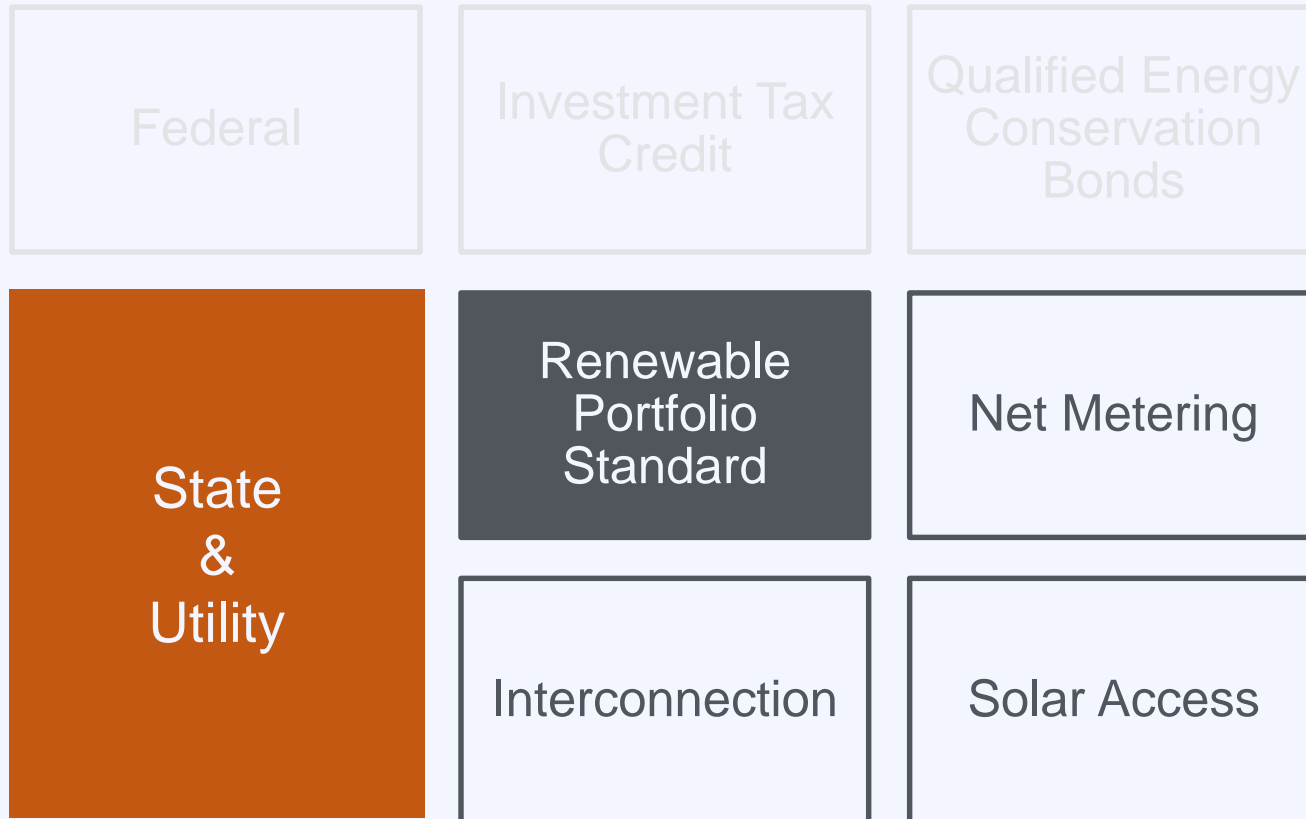 Federal
Investment Tax
Credit
Qualified Energy
Conservation
Bonds
State
&
Utility
Renewable
Portfolio
Standard
Net Metering
Interconnection
Solar Access